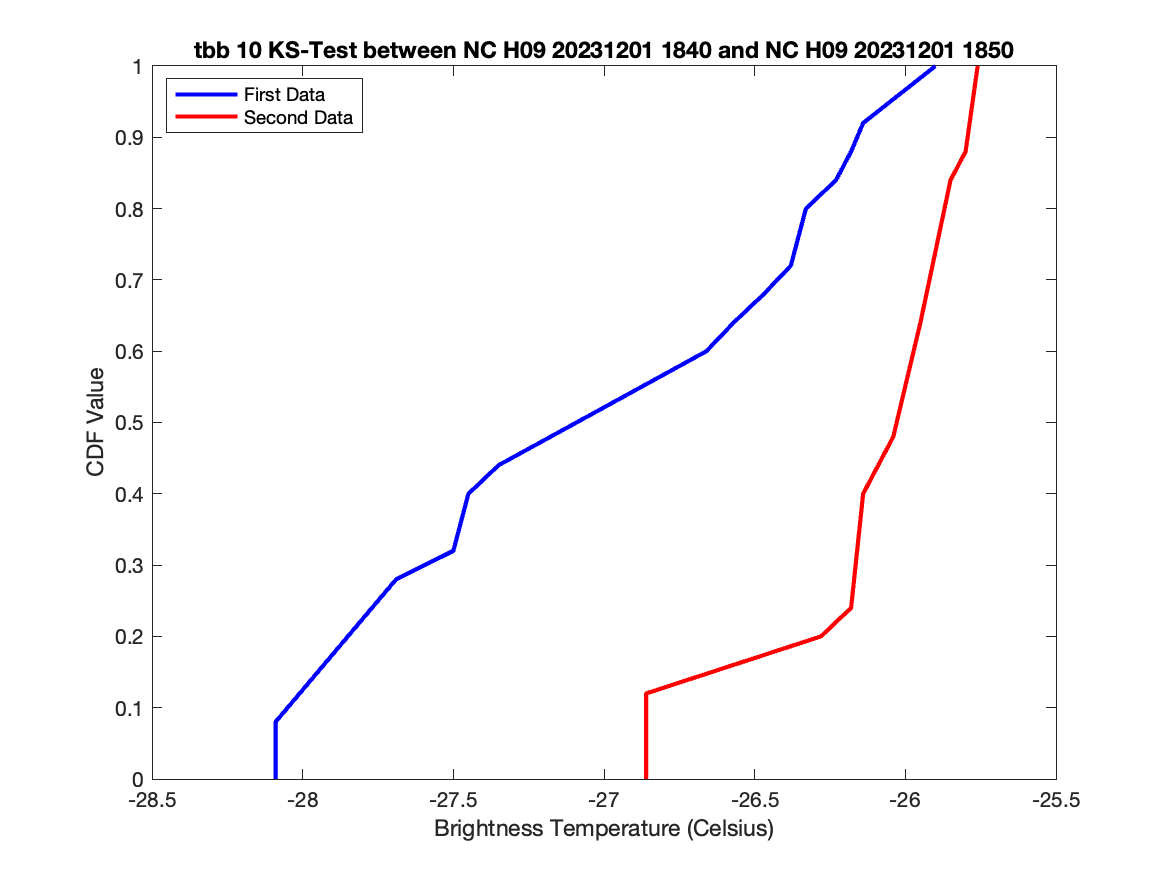 tbb 10 KS-Test between NC H09 20231201 1840 and NC H09 20231201 1850
First Data
Second Data
1
0.9
0.8
0.7
0.6
0.5
0.4
0.3
0.2
0.1
0
CDF Value
-28.5 -28 -27.5 -27 -26.5 -26 -25.5
Brightness Temperature (Celsius)